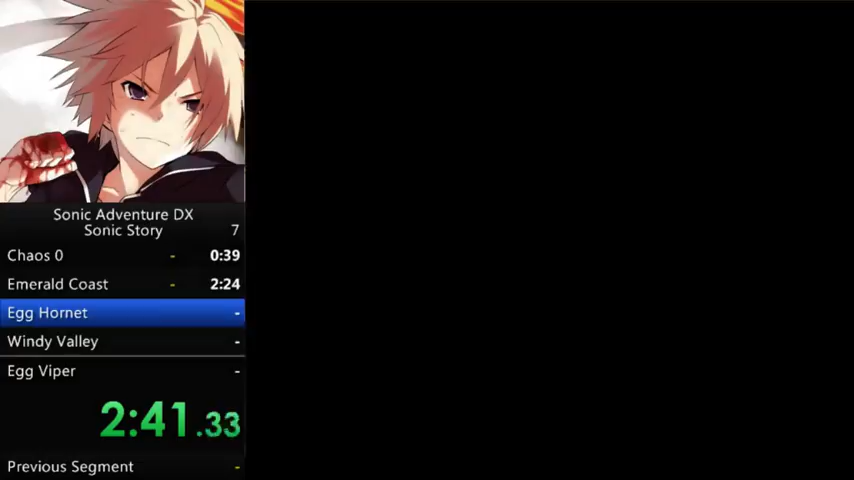 Sonic Adventure DX
Sonic Story 7
Chaos 0 - 0:39
Emerald Coast - 2:24
Egg Hornet -
Windy Valley -
Egg Viper -
2:41.33
Previous Segment -